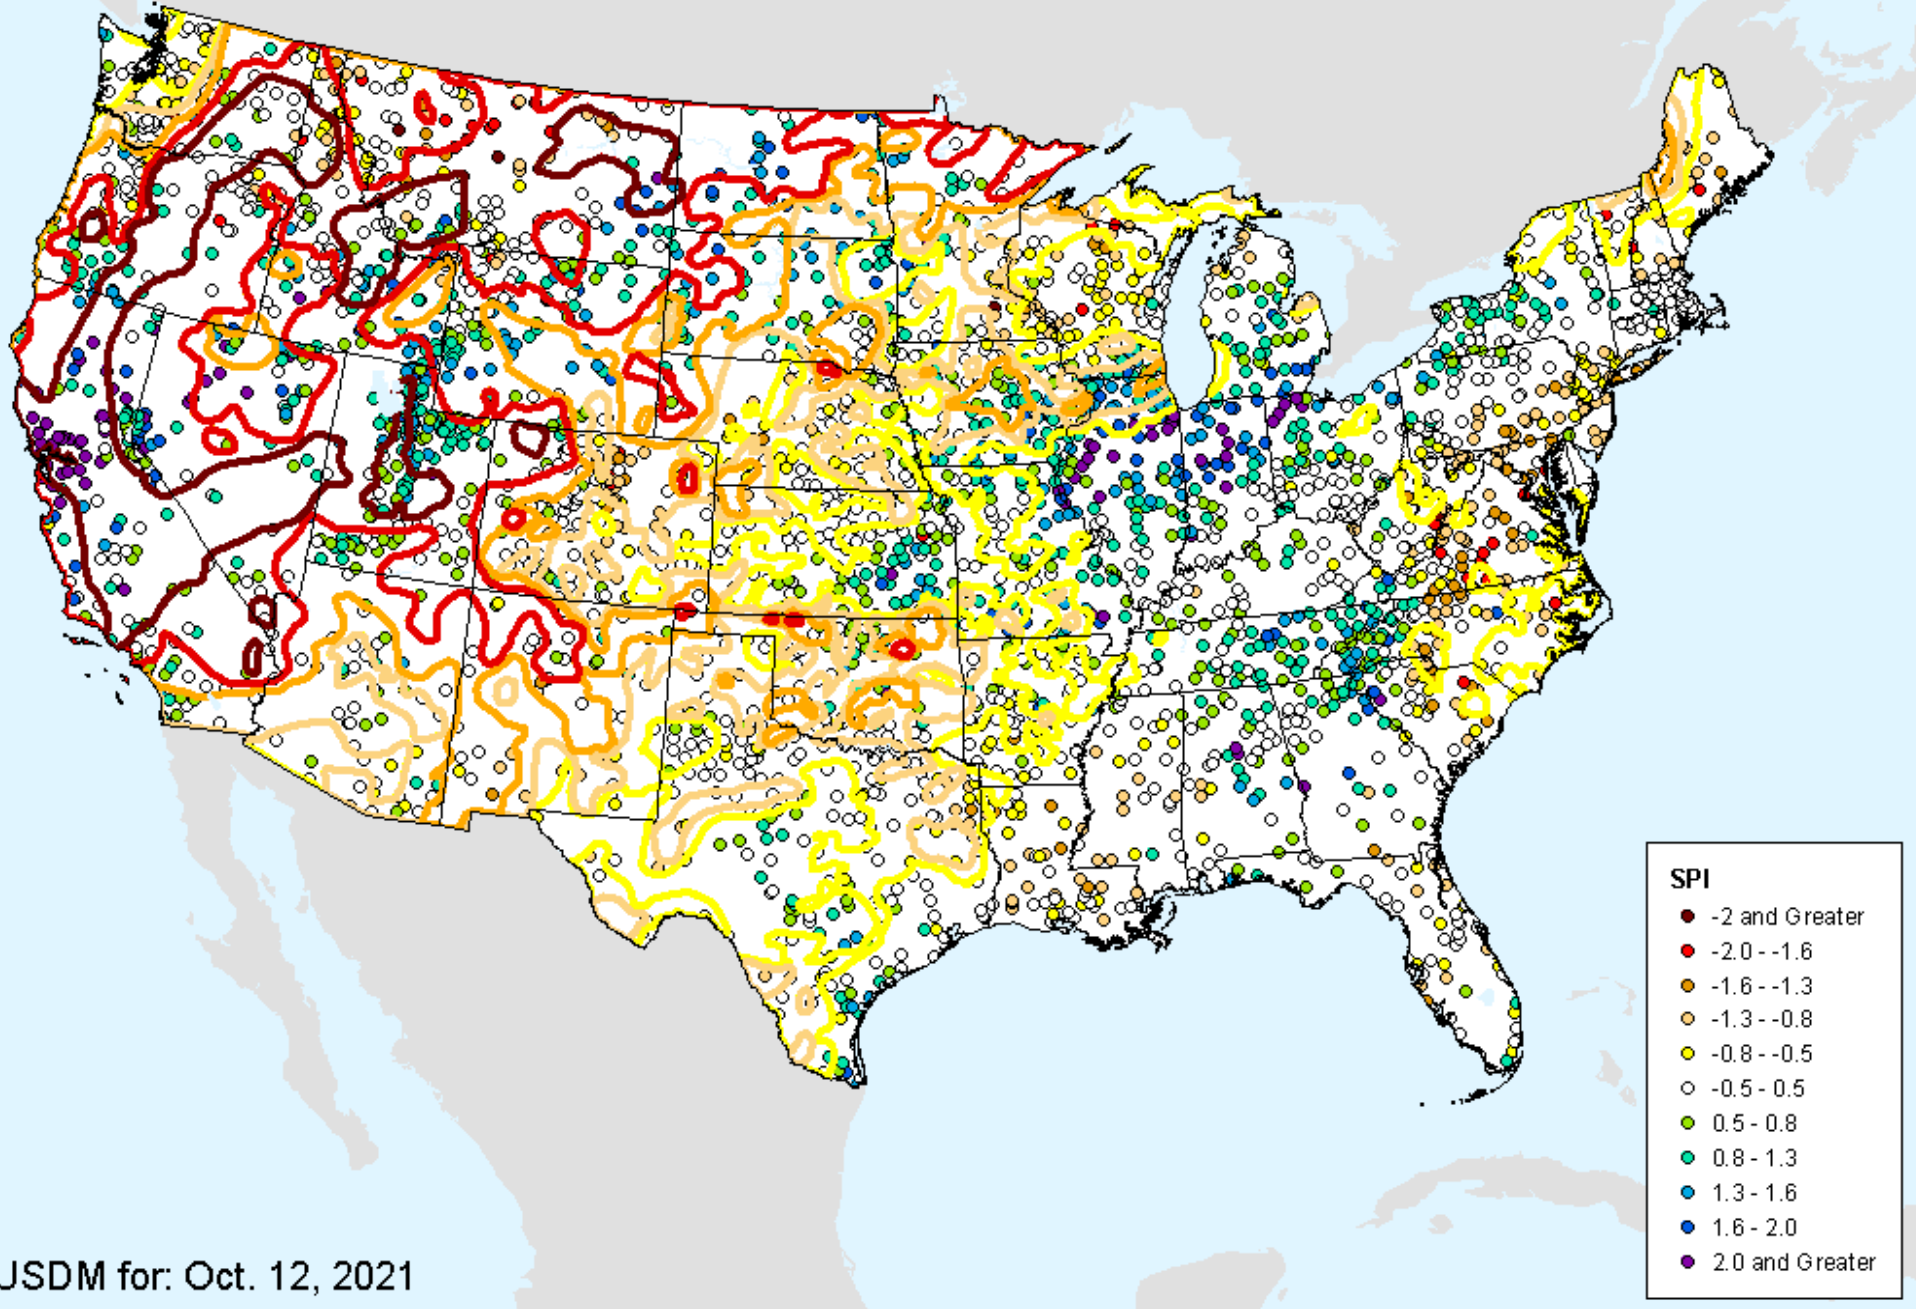 SPI
-2 and Greater
-2.0 - -1.6
-1.6 - -1.3
-1.3 - -0.8
-0.8 - -0.5
-0.5 - 0.5
0.5 - 0.8
0.8 - 1.3
1.3 - 1.6
1.6 - 2.0
2.0 and Greater
USDM for: Oct. 12, 2021